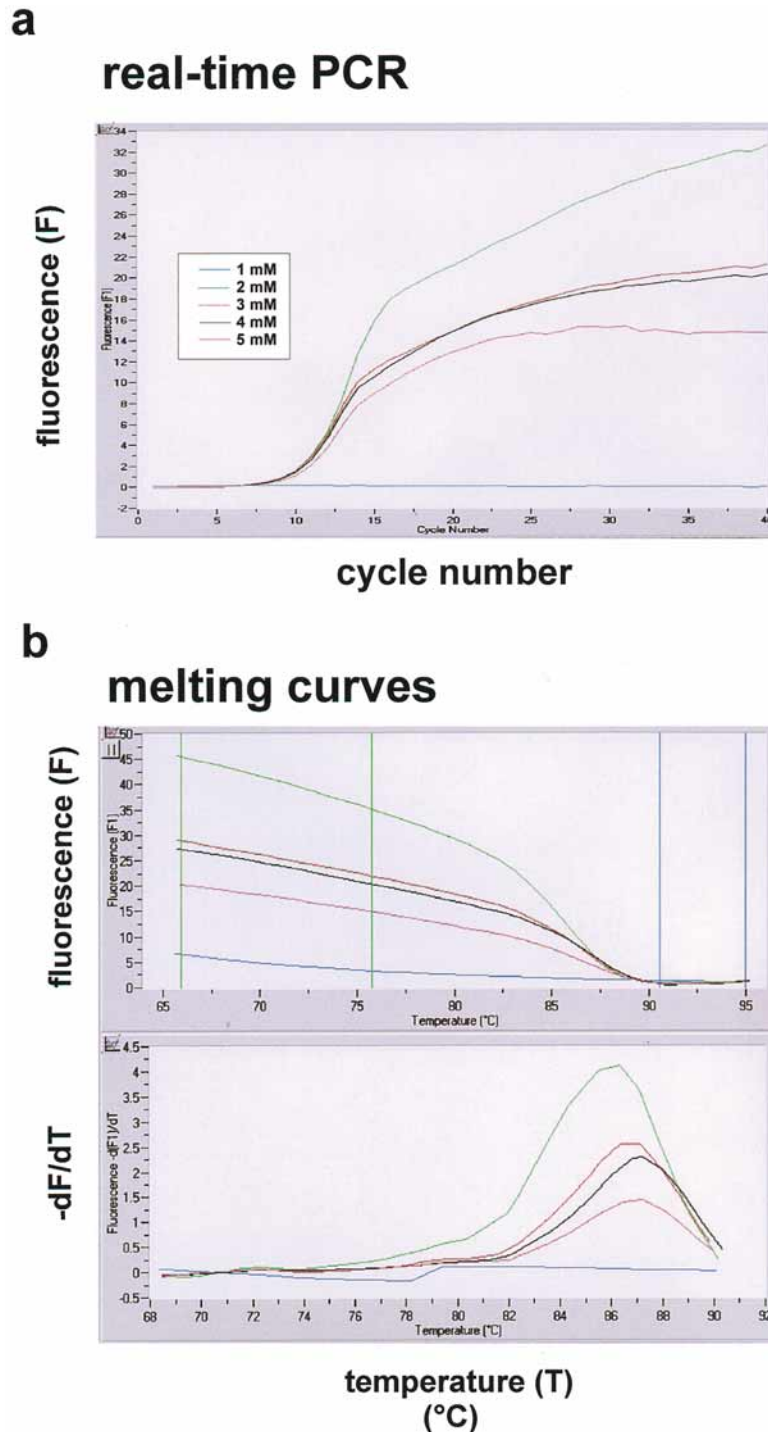 a
real-time PCR
fluorescence (F)
Fluorescence (F1)
34
32
30
28
26
24
22
20
18
16
14
12
10
8
6
4
2
0
-2
1 mM
2 mM
3 mM
4 mM
5 mM
0 5 10 15 20 25 30 35 40
Cycle Number
cycle number
b
melting curves
fluorescence (F)
Fluorescence (F1)
50
45
40
35
30
25
20
15
10
5
0
65 70 75 80 85 90 95
Temperature (°C)
-dF/dT
Fluorescence -d(F1)/dT
4.5
4
3.5
3
2.5
2
1.5
1
0.5
0
-0.5
68 70 72 74 76 78 80 82 84 86 88 90 92
Temperature (°C)
temperature (T)
(°C)